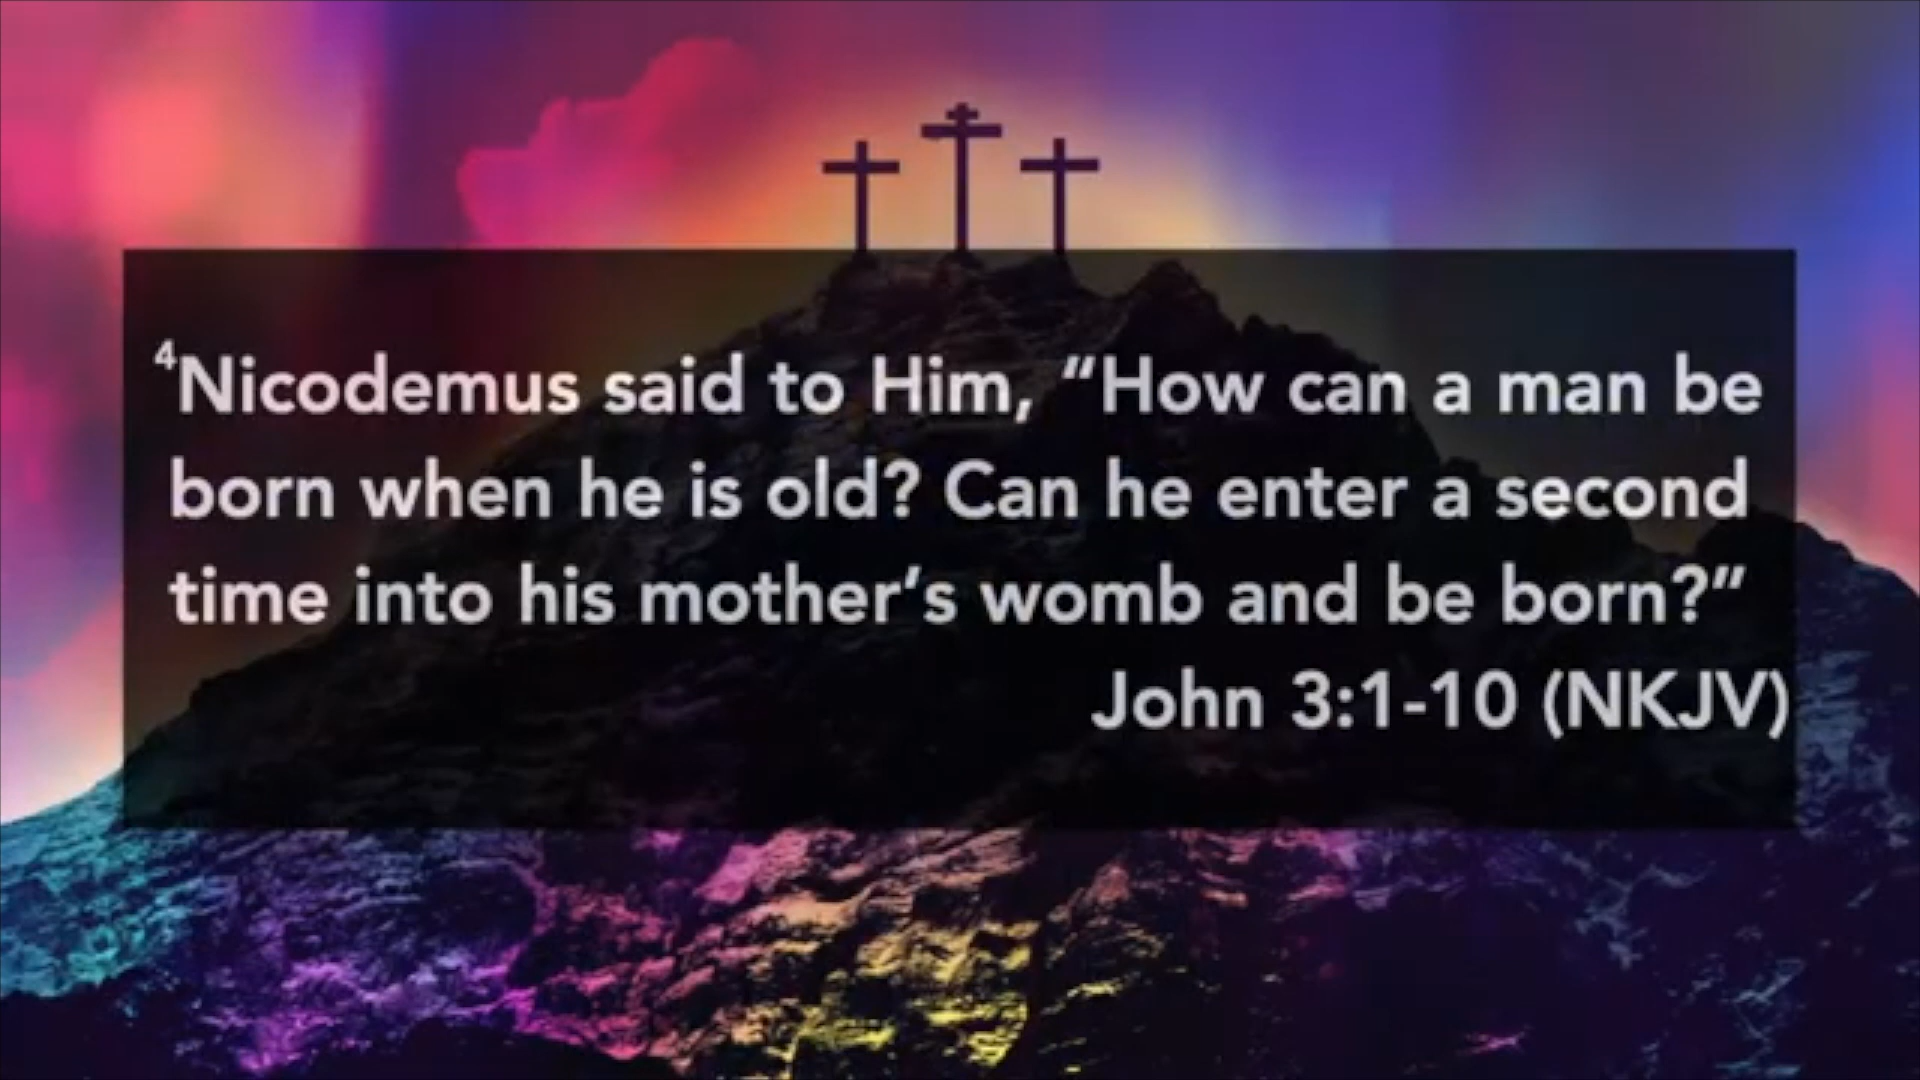 ⁴Nicodemus said to Him, “How can a man be
born when he is old? Can he enter a second
time into his mother’s womb and be born?”
John 3:1-10 (NKJV)